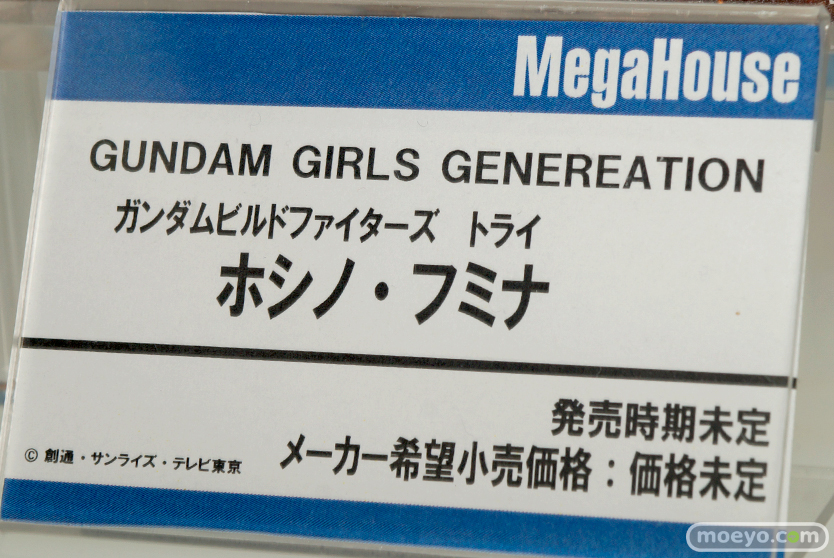 MegaHouse
GUNDAM GIRLS GENEREATION
ガンダムビルドファイターズ トライ
ホシノ・フミナ
発売時期未定
© 創通・サンライズ・テレビ東京
メーカー希望小売価格：価格未定
moeyo.com